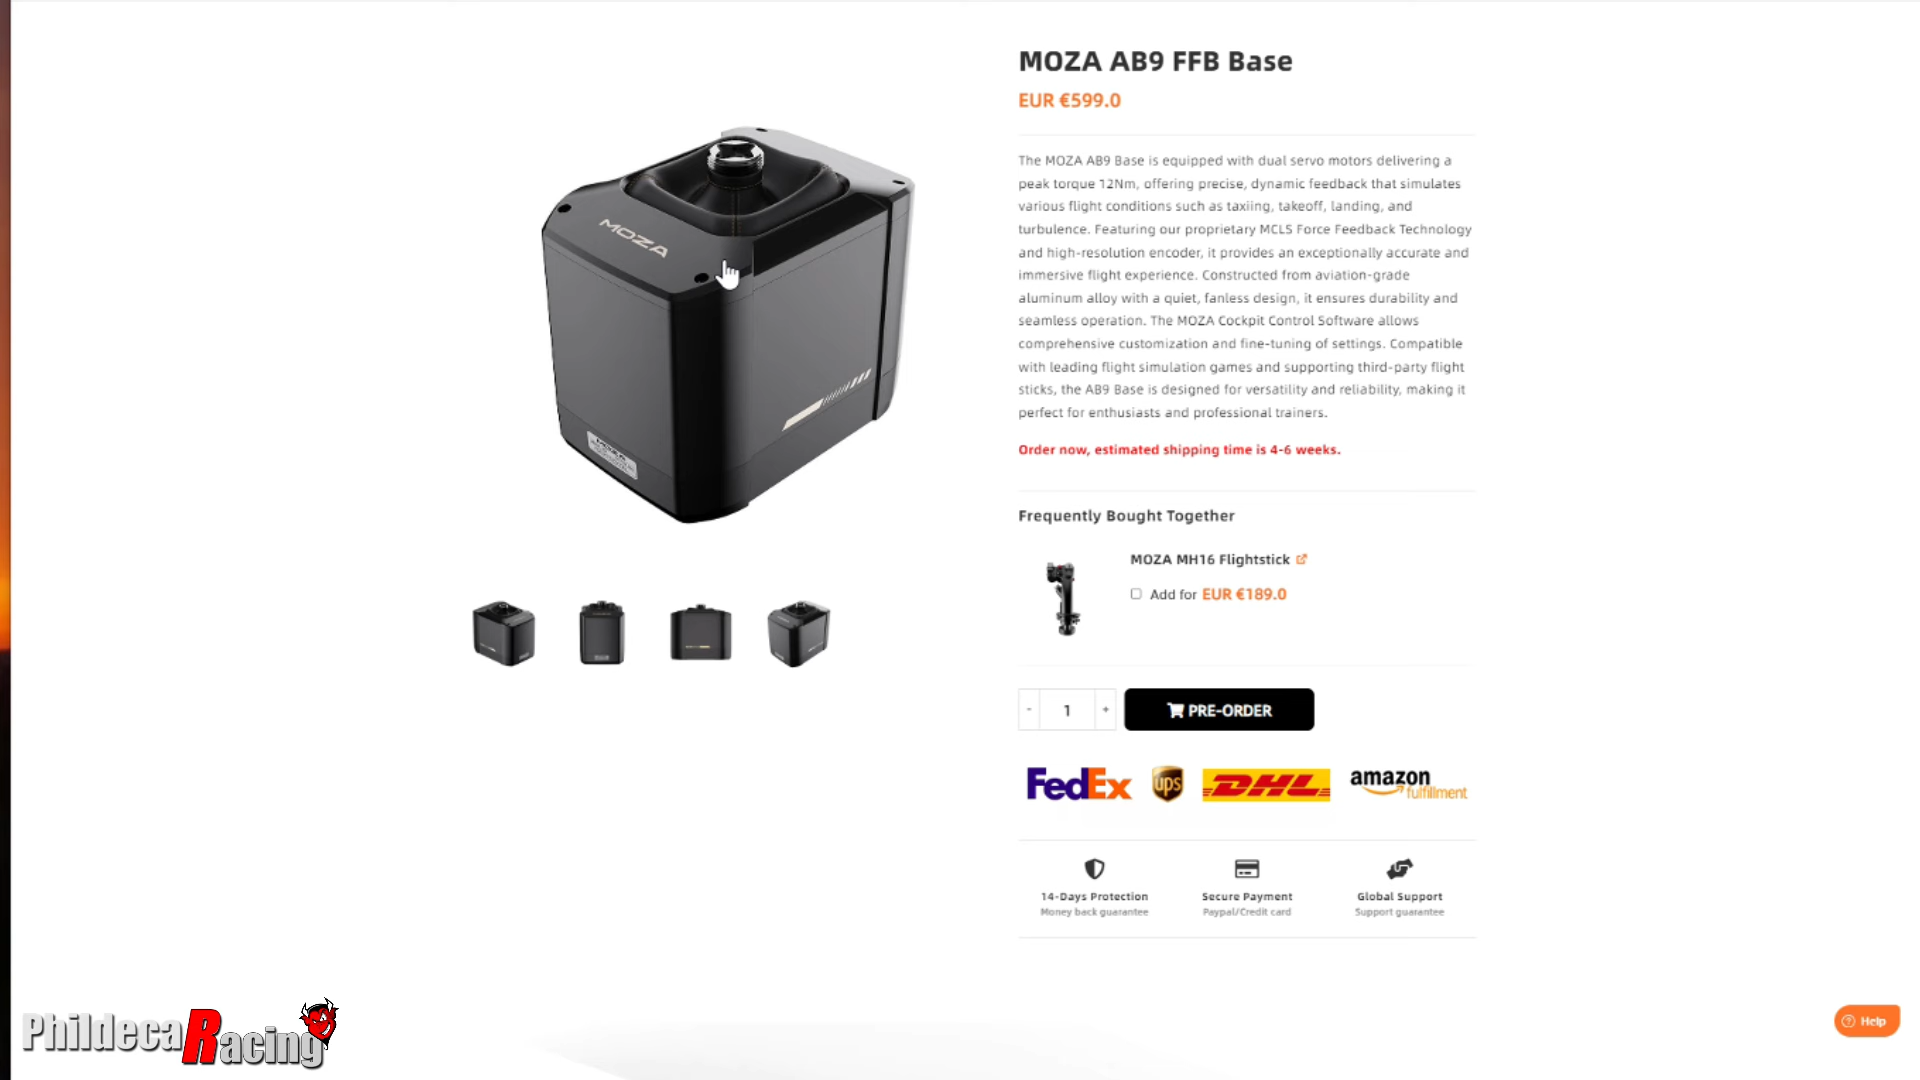 MOZA AB9 FFB Base
EUR €599.0
The MOZA AB9 Base is equipped with dual servo motors delivering a
peak torque 12Nm, offering precise, dynamic feedback that simulates
various flight conditions such as taxiing, takeoff, landing, and
turbulence. Featuring our proprietary MCLS Force Feedback Technology
and high-resolution encoder, it provides an exceptionally accurate and
immersive flight experience. Constructed from aviation-grade
aluminum alloy with a quiet, fanless design, it ensures durability and
seamless operation. The MOZA Cockpit Control Software allows
comprehensive customization and fine-tuning of settings. Compatible
with leading flight simulation games and supporting third-party flight
sticks, the AB9 Base is designed for versatility and reliability, making it
perfect for enthusiasts and professional trainers.
Order now, estimated shipping time is 4-6 weeks.
Frequently Bought Together
MOZA MH16 Flightstick
Add for EUR €189.0
- 1 + PRE-ORDER
FedEx ups DHL amazon fulfillment
14-Days Protection Secure Payment Global Support
Money back guarantee Paypal/Credit card Support guarantee
MOZA
PhildecaRacing
Help